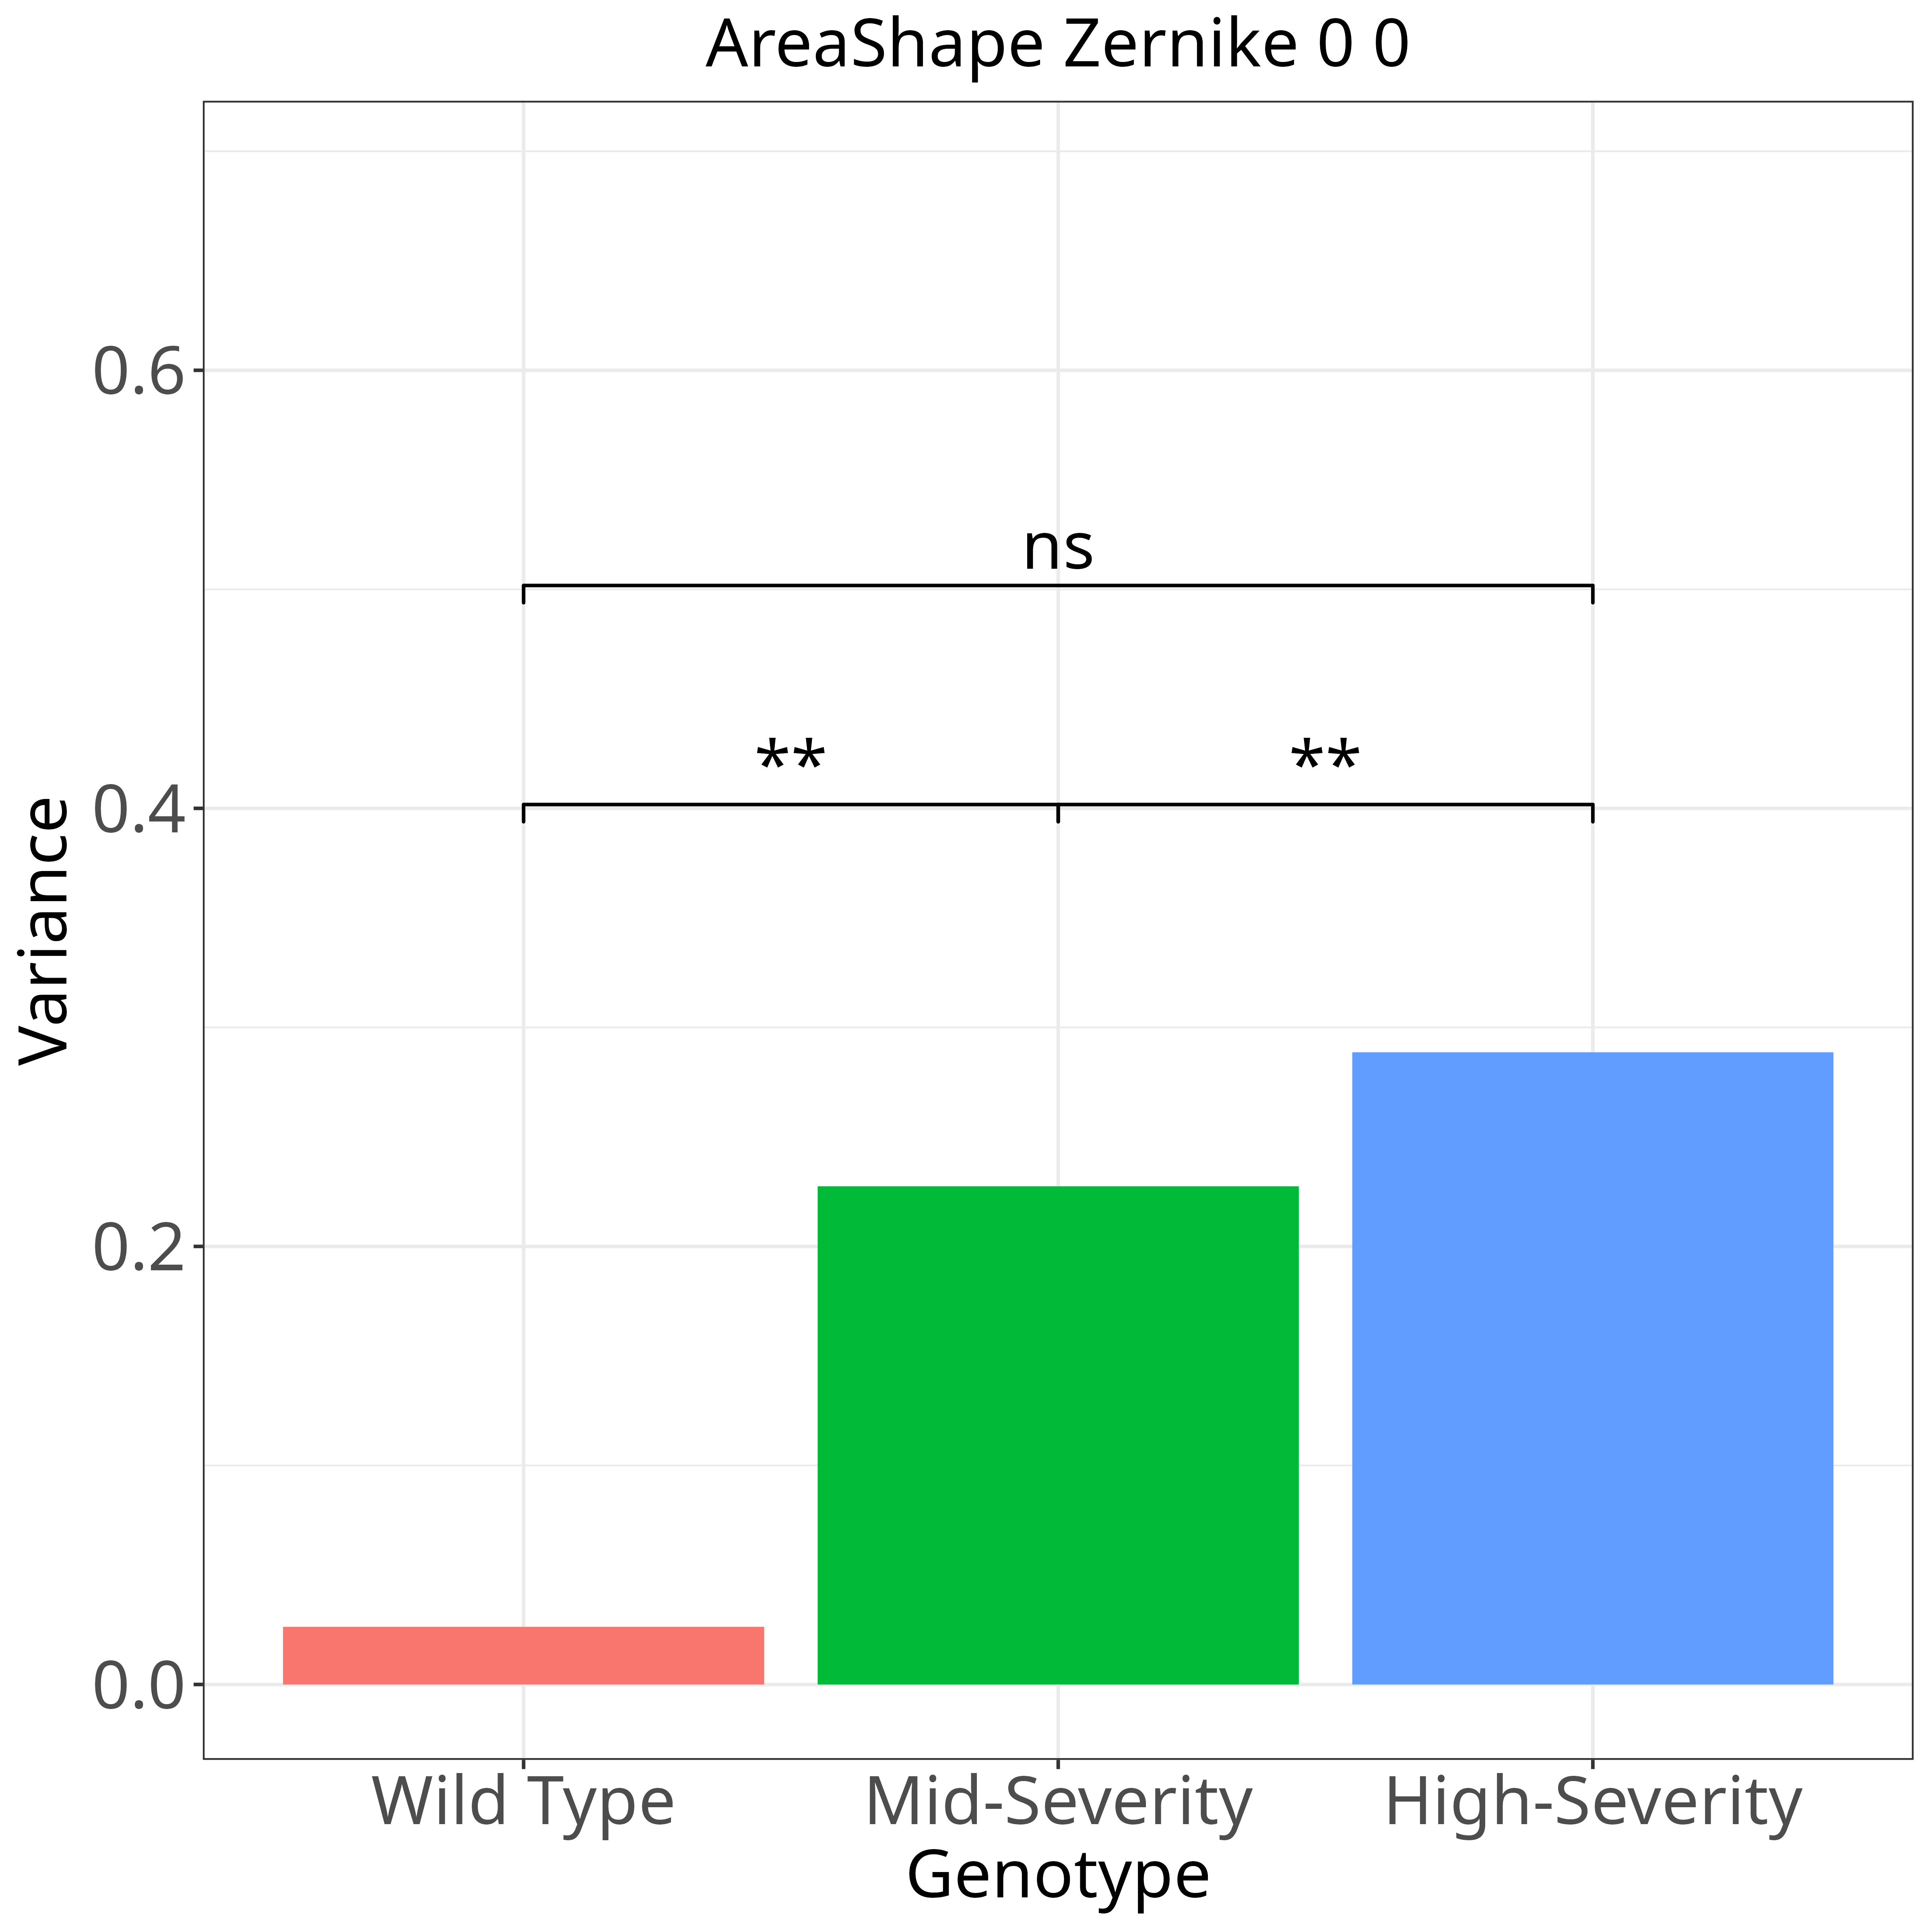 AreaShape Zernike 0 0
0.6
ns
** **
0.4
Variance
0.2
0.0
Wild Type Mid-Severiy High-Severity
Genotype